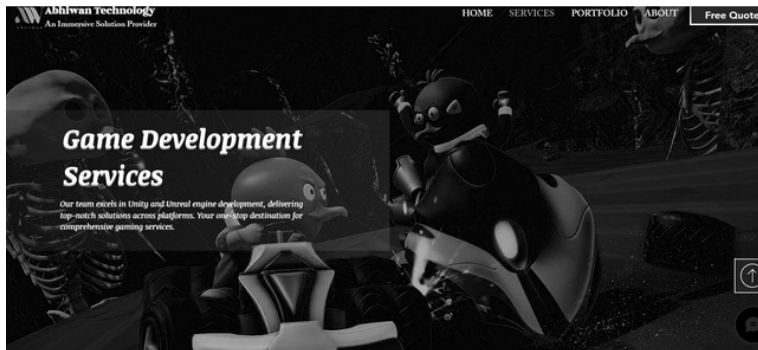 Abhiwan Technology
An Immersive Solution Provider
HOME SERVICES PORTFOLIO ABOUT Free Quote
Game Development
Services
Our team excels in Unity and Unreal engine development, delivering
top-notch solutions across platforms. Your one-stop destination for
comprehensive gaming services.